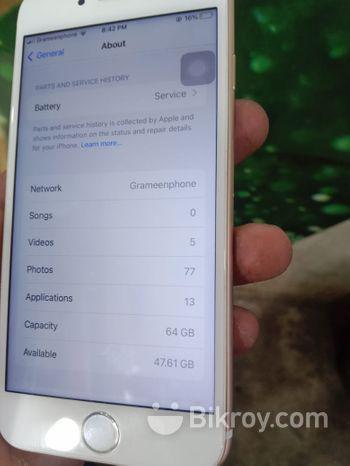 Grameenphone 8:42 PM 16%
General About
PARTS AND SERVICE HISTORY
Battery Service
Parts and service history is collected by Apple and
shows information on the status and repair details
for your iPhone. Learn more...
Network Grameenphone
Songs 0
Videos 5
Photos 77
Applications 13
Capacity 64 GB
Available 47.61 GB
Bikroy.com